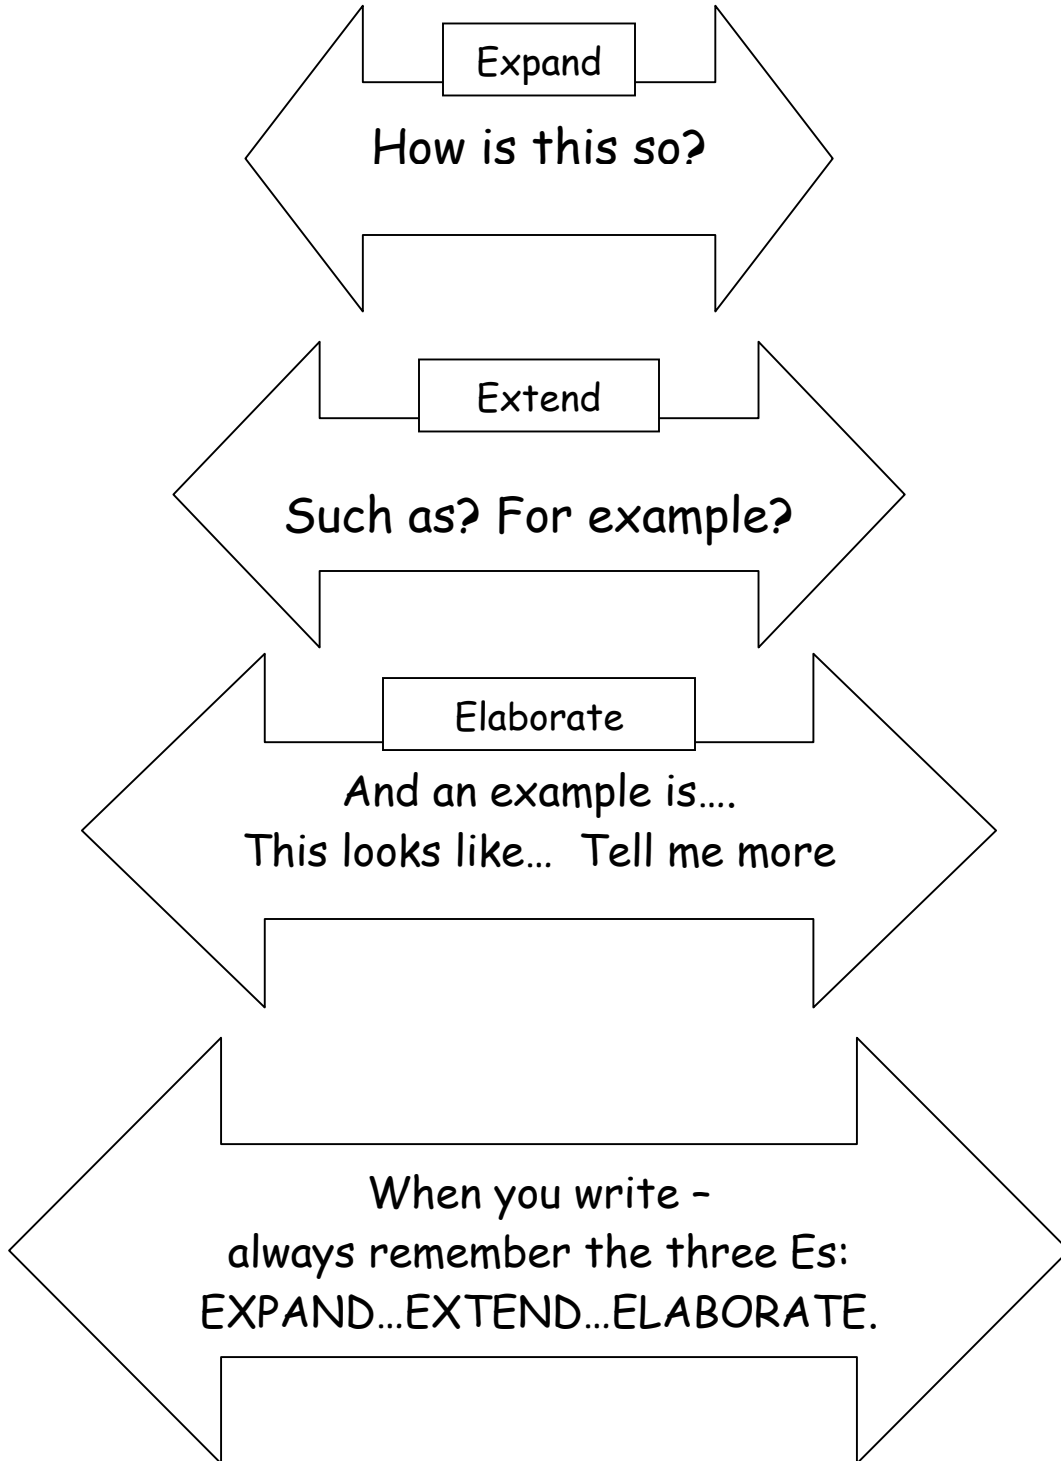 Expand
How is this so?
Extend
Such as? For example?
Elaborate
And an example is....
This looks like... Tell me more
When you write –
always remember the three Es:
EXPAND...EXTEND...ELABORATE.